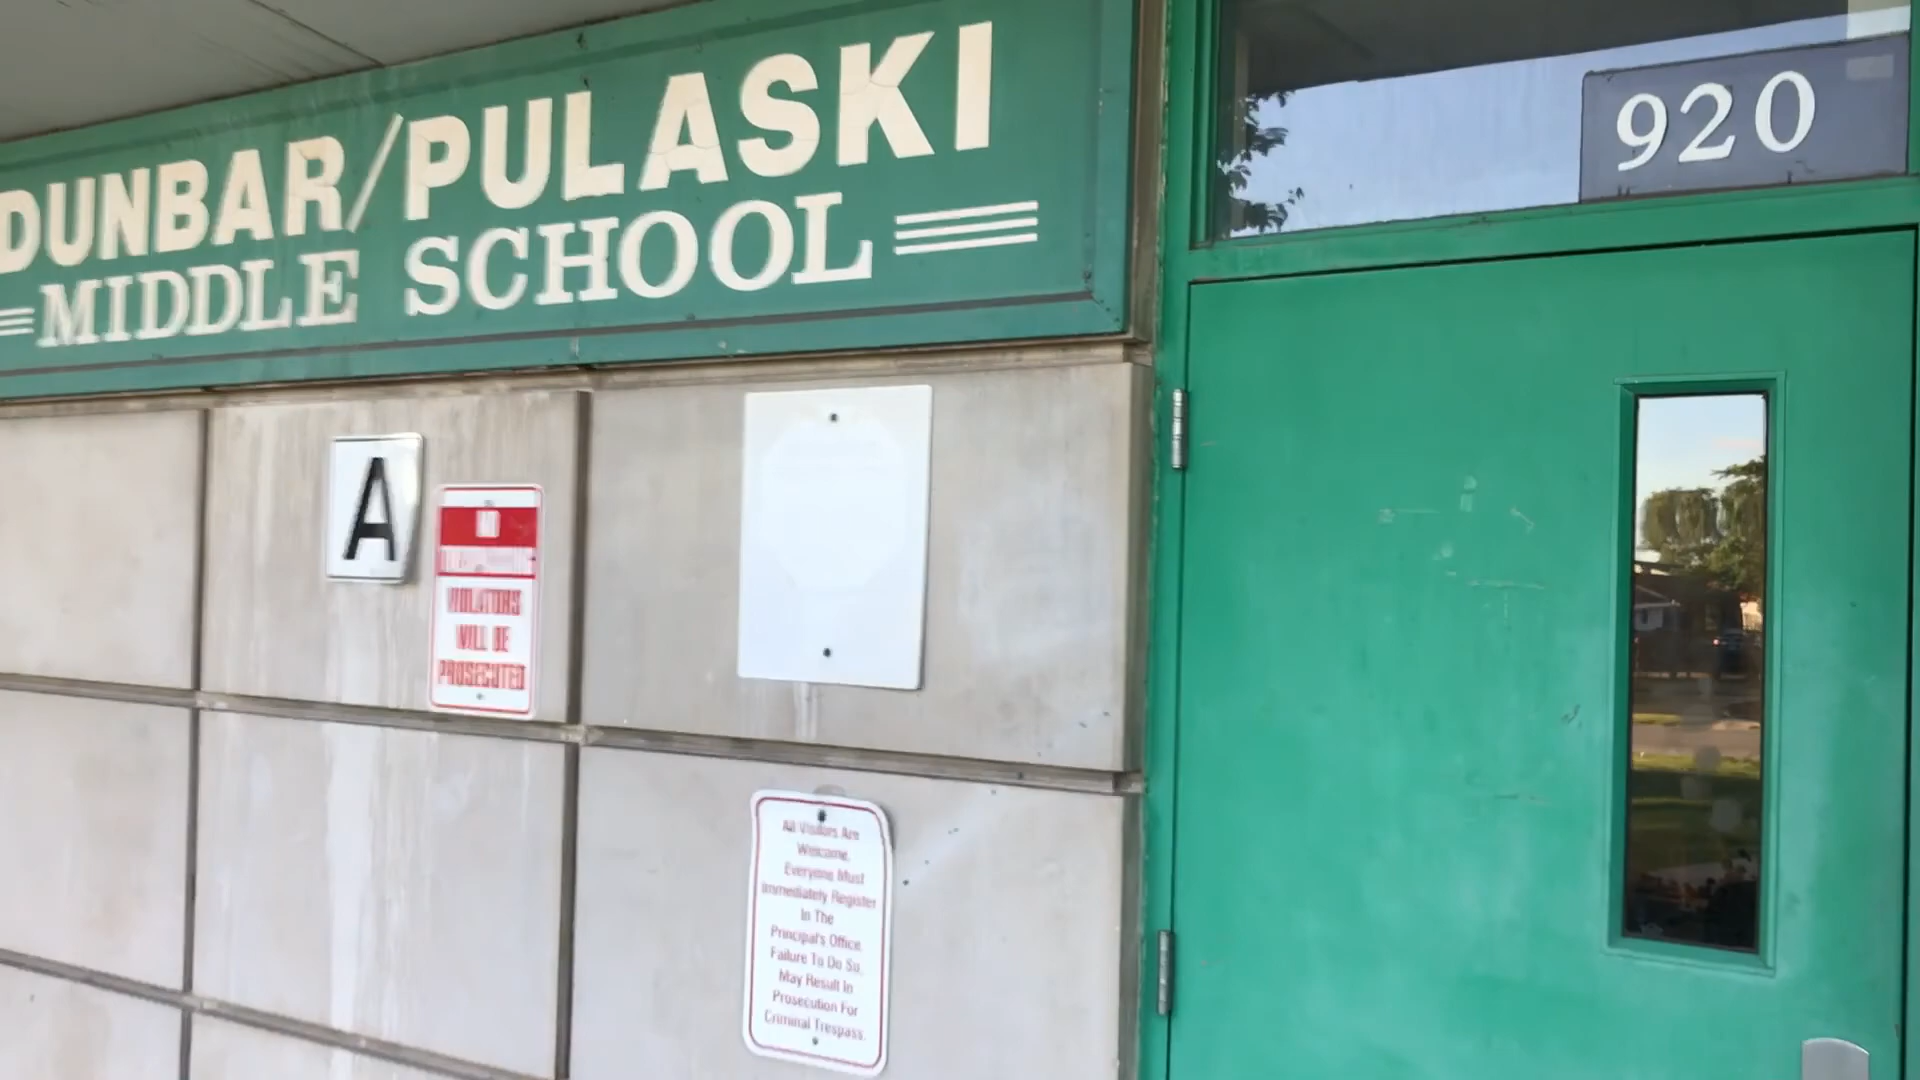 DUNBAR/PULASKI
MIDDLE SCHOOL
920
A
NO
VIOLATORS
WILL BE
PROSECUTED
All Visitors Are
Welcome.
Everyone Must
Immediately Register
In The
Principal's Office.
Failure To Do So,
May Result In
Prosecution For
Criminal Trespass.